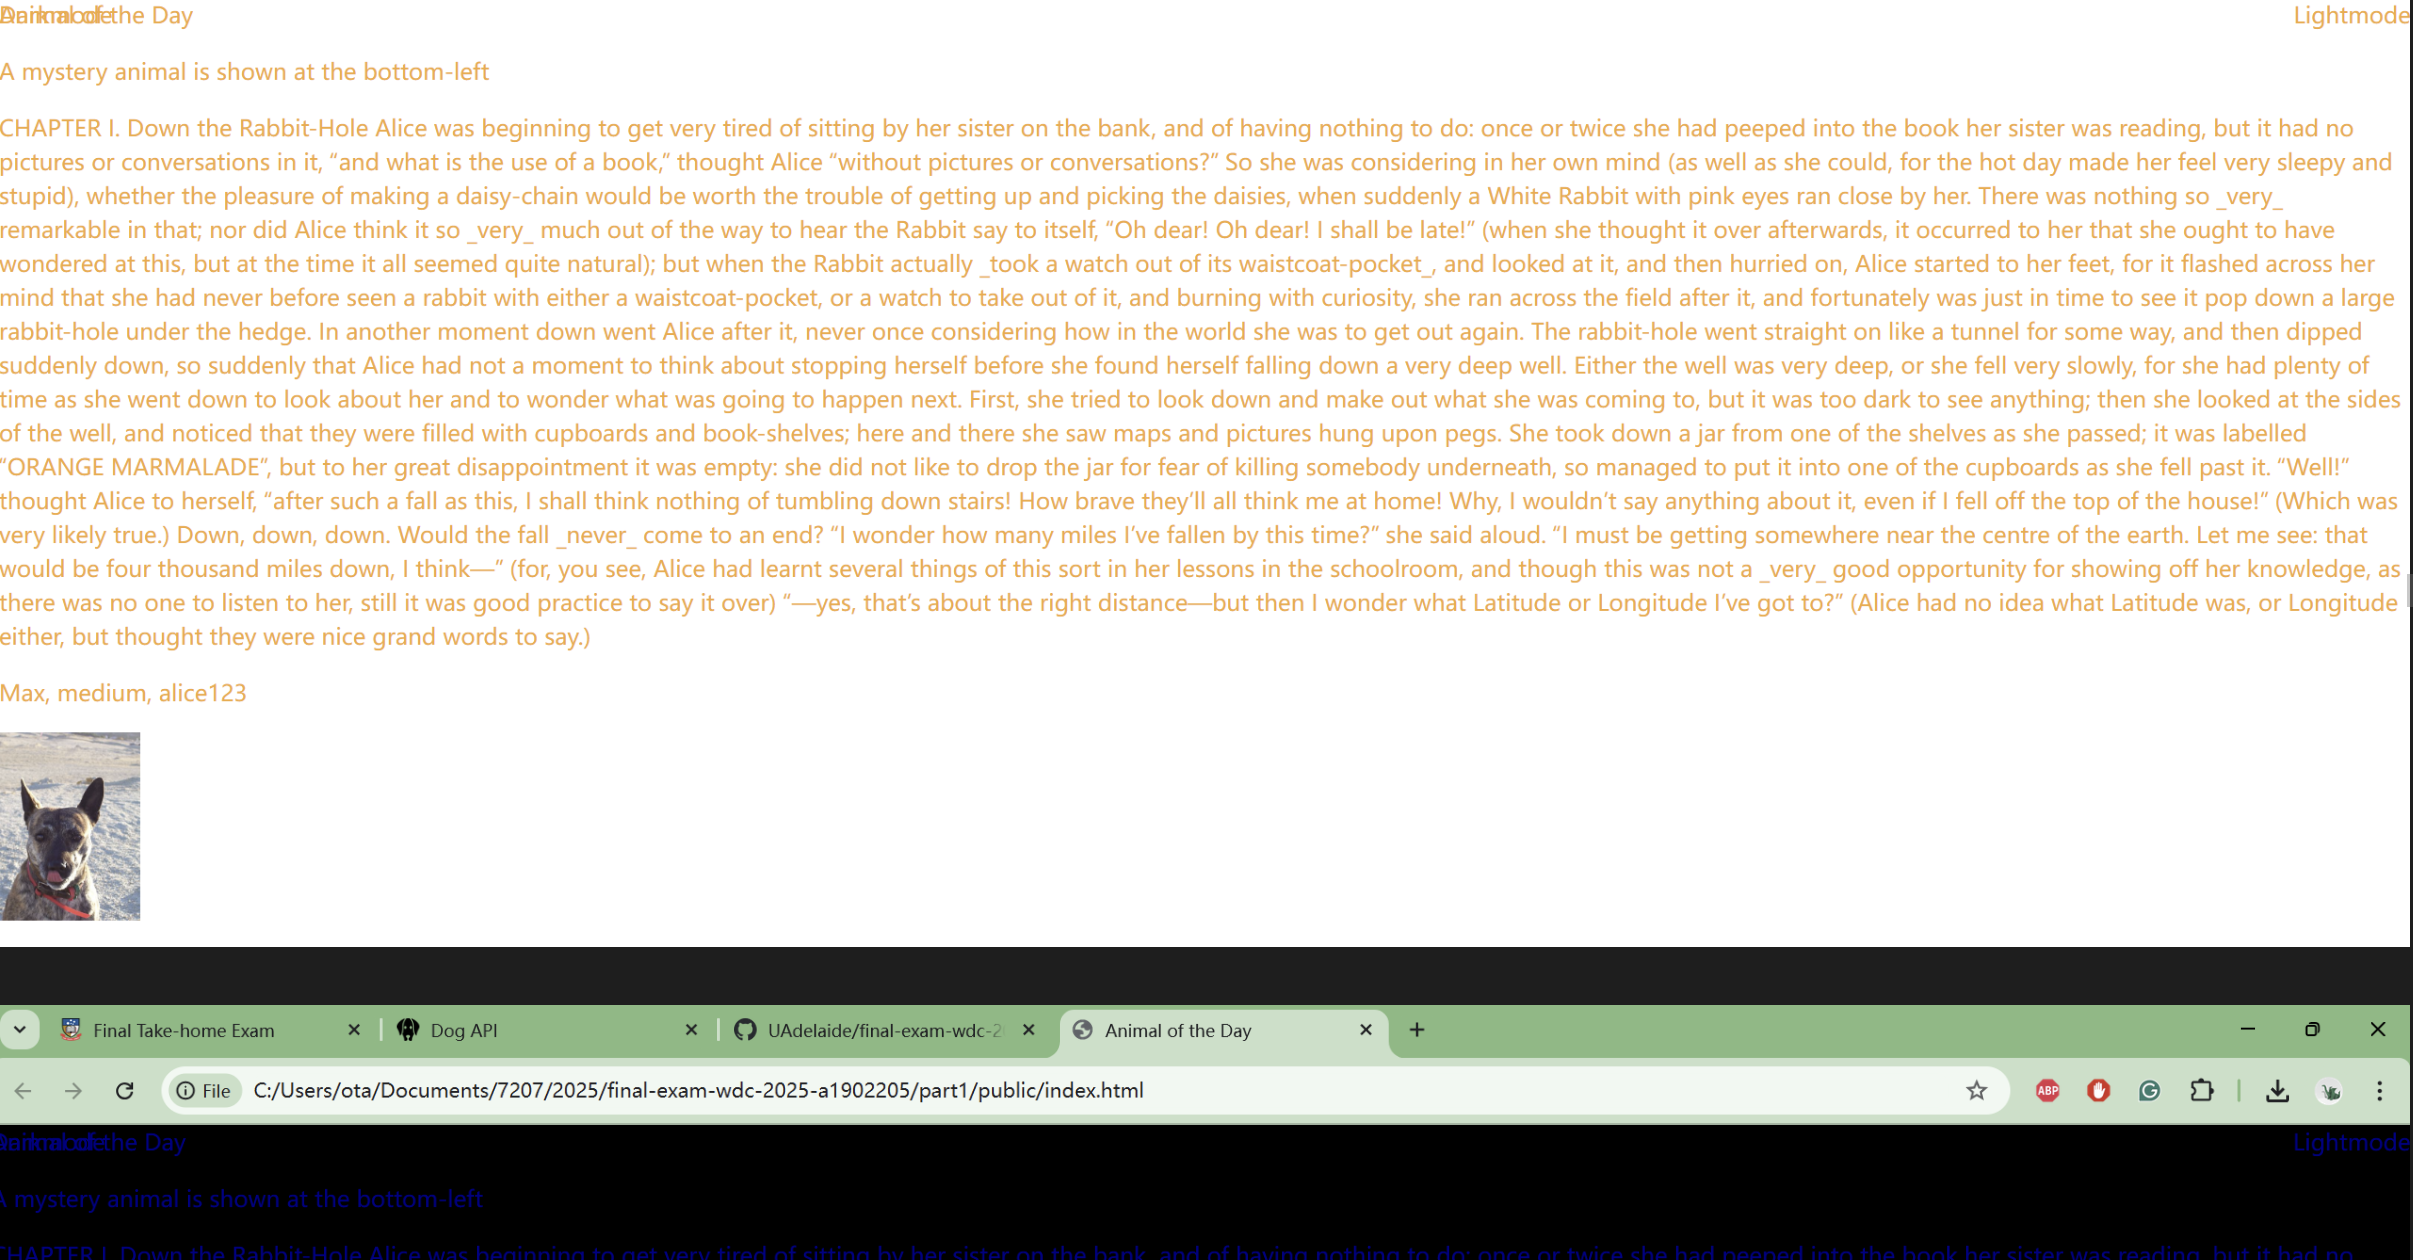 Darkmode
Animal of the Day
Lightmode
A mystery animal is shown at the bottom-left
CHAPTER I. Down the Rabbit-Hole Alice was beginning to get very tired of sitting by her sister on the bank, and of having nothing to do: once or twice she had peeped into the book her sister was reading, but it had no
pictures or conversations in it, “and what is the use of a book,” thought Alice “without pictures or conversations?” So she was considering in her own mind (as well as she could, for the hot day made her feel very sleepy and
stupid), whether the pleasure of making a daisy-chain would be worth the trouble of getting up and picking the daisies, when suddenly a White Rabbit with pink eyes ran close by her. There was nothing so _very_
remarkable in that; nor did Alice think it so _very_ much out of the way to hear the Rabbit say to itself, “Oh dear! Oh dear! I shall be late!” (when she thought it over afterwards, it occurred to her that she ought to have
wondered at this, but at the time it all seemed quite natural); but when the Rabbit actually _took a watch out of its waistcoat-pocket_, and looked at it, and then hurried on, Alice started to her feet, for it flashed across her
mind that she had never before seen a rabbit with either a waistcoat-pocket, or a watch to take out of it, and burning with curiosity, she ran across the field after it, and fortunately was just in time to see it pop down a large
rabbit-hole under the hedge. In another moment down went Alice after it, never once considering how in the world she was to get out again. The rabbit-hole went straight on like a tunnel for some way, and then dipped
suddenly down, so suddenly that Alice had not a moment to think about stopping herself before she found herself falling down a very deep well. Either the well was very deep, or she fell very slowly, for she had plenty of
time as she went down to look about her and to wonder what was going to happen next. First, she tried to look down and make out what she was coming to, but it was too dark to see anything; then she looked at the sides
of the well, and noticed that they were filled with cupboards and book-shelves; here and there she saw maps and pictures hung upon pegs. She took down a jar from one of the shelves as she passed; it was labelled
“ORANGE MARMALADE”, but to her great disappointment it was empty: she did not like to drop the jar for fear of killing somebody underneath, so managed to put it into one of the cupboards as she fell past it. “Well!”
thought Alice to herself, “after such a fall as this, I shall think nothing of tumbling down stairs! How brave they’ll all think me at home! Why, I wouldn’t say anything about it, even if I fell off the top of the house!” (Which was
very likely true.) Down, down, down. Would the fall _never_ come to an end? “I wonder how many miles I’ve fallen by this time?” she said aloud. “I must be getting somewhere near the centre of the earth. Let me see: that
would be four thousand miles down, I think—” (for, you see, Alice had learnt several things of this sort in her lessons in the schoolroom, and though this was not a _very_ good opportunity for showing off her knowledge, as
there was no one to listen to her, still it was good practice to say it over) “—yes, that’s about the right distance—but then I wonder what Latitude or Longitude I’ve got to?” (Alice had no idea what Latitude was, or Longitude
either, but thought they were nice grand words to say.)
Max, medium, alice123
Final Take-home Exam
Dog API
UAdelaide/final-exam-wdc-2
Animal of the Day
File
C:/Users/ota/Documents/7207/2025/final-exam-wdc-2025-a1902205/part1/public/index.html
ABP
Darkmode
Animal of the Day
Lightmode
A mystery animal is shown at the bottom-left
CHAPTER I. Down the Rabbit-Hole Alice was beginning to get very tired of sitting by her sister on the bank, and of having nothing to do: once or twice she had peeped into the book her sister was reading, but it had no